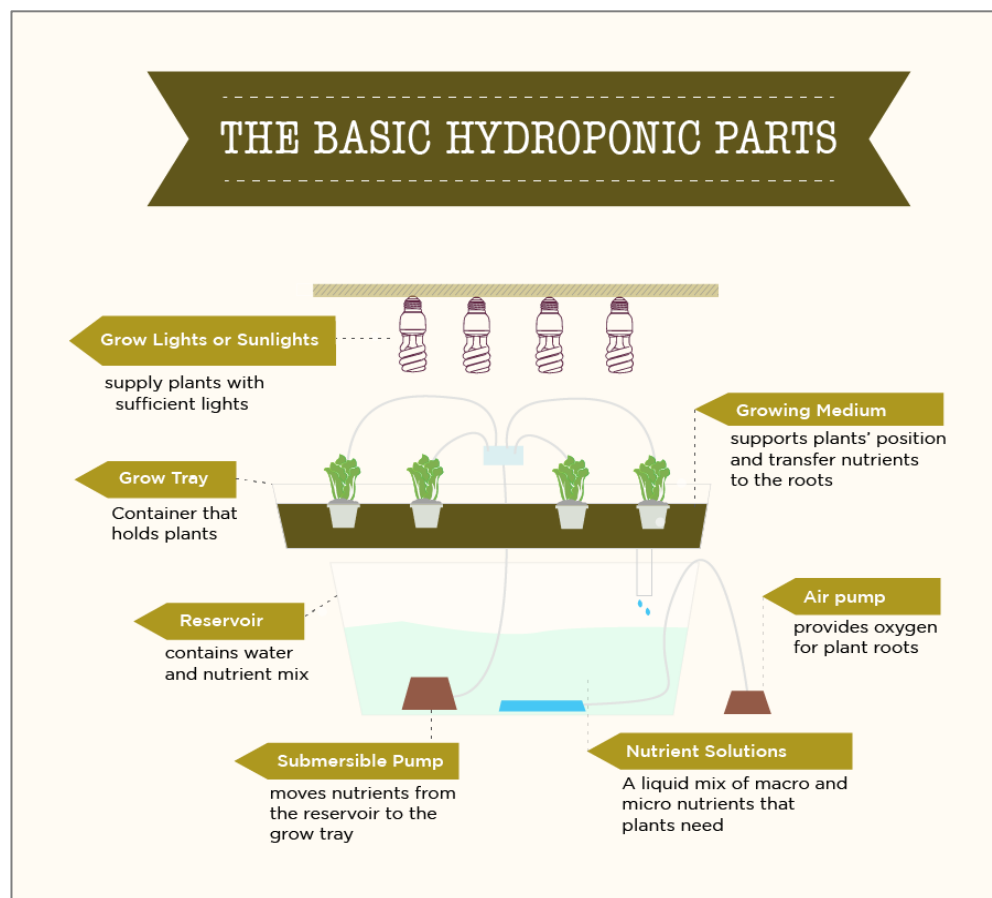 THE BASIC HYDROPONIC PARTS
Grow Lights or Sunlights
supply plants with
sufficient lights
Growing Medium
supports plants' position
and transfer nutrients
to the roots
Grow Tray
Container that
holds plants
Air pump
provides oxygen
for plant roots
Reservoir
contains water
and nutrient mix
Submersible Pump
moves nutrients from
the reservoir to the
grow tray
Nutrient Solutions
A liquid mix of macro and
micro nutrients that
plants need